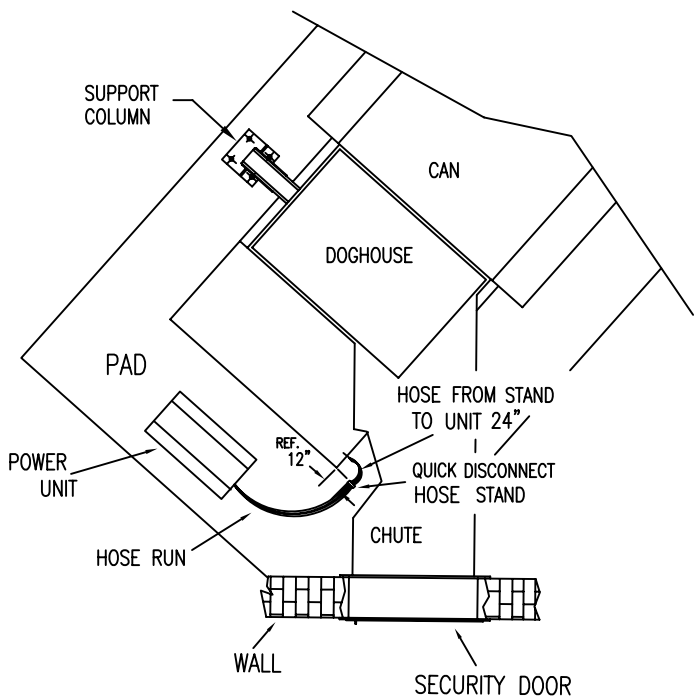 SUPPORT
COLUMN
CAN
DOGHOUSE
PAD
HOSE FROM STAND
TO UNIT 24"
REF.
12"
POWER
UNIT
QUICK DISCONNECT
HOSE STAND
HOSE RUN
CHUTE
WALL
SECURITY DOOR